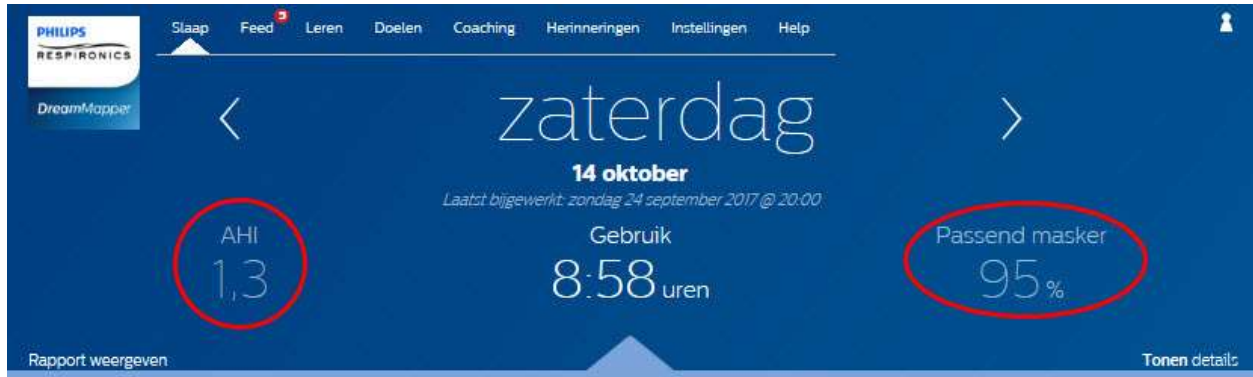 PHILIPS
RESPIRONICS
DreamMapper
Slaap Feed Leren Doelen Coaching Herinneringen Instellingen Help
zaterdag
14 oktober
Laatst bijgewerkt: zondag 24 september 2017 @ 20:00
AHI
1,3
Gebruik
8:58 uren
Passend masker
95 %
Rapport weergeven
Tonen details